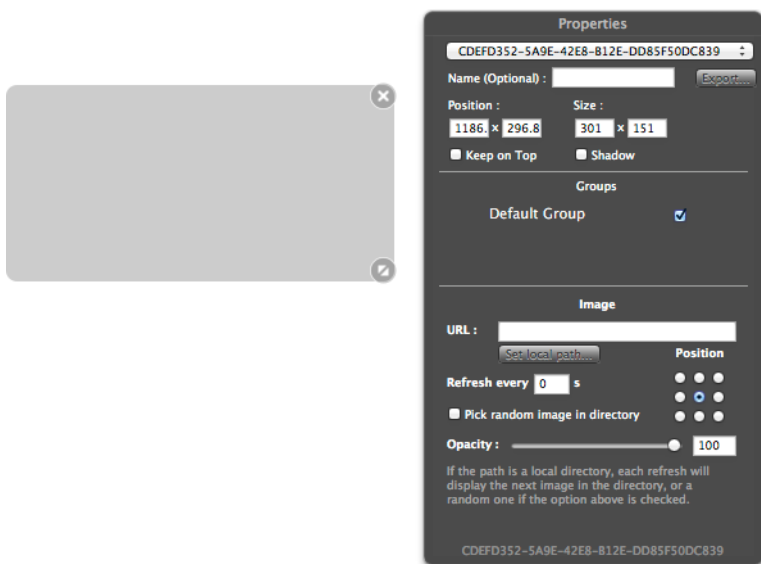 Properties
CDEFD352-5A9E-42E8-B12E-DD85F50DC839
Name (Optional) : Export...
Position : Size :
1186. x 296.8 301 x 151
Keep on Top Shadow
Groups
Default Group
Image
URL :
Set local path... Position
Refresh every 0 s
Pick random image in directory
Opacity : 100
If the path is a local directory, each refresh will
display the next image in the directory, or a
random one if the option above is checked.
CDEFD352-5A9E-42E8-B12E-DD85F50DC839